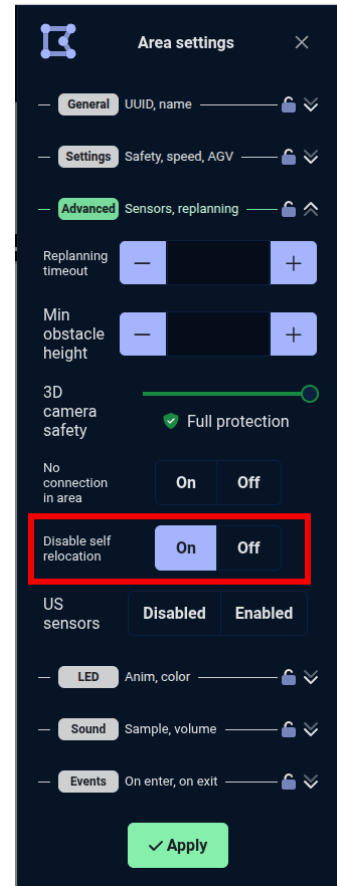 Area settings
General UUID, name
Settings Safety, speed, AGV
Advanced Sensors, replanning
Replanning
timeout
Min
obstacle
height
3D
camera
safety
Full protection
No
connection
in area
On Off
Disable self
relocation
On Off
US
sensors
Disabled Enabled
LED Anim, color
Sound Sample, volume
Events On enter, on exit
Apply